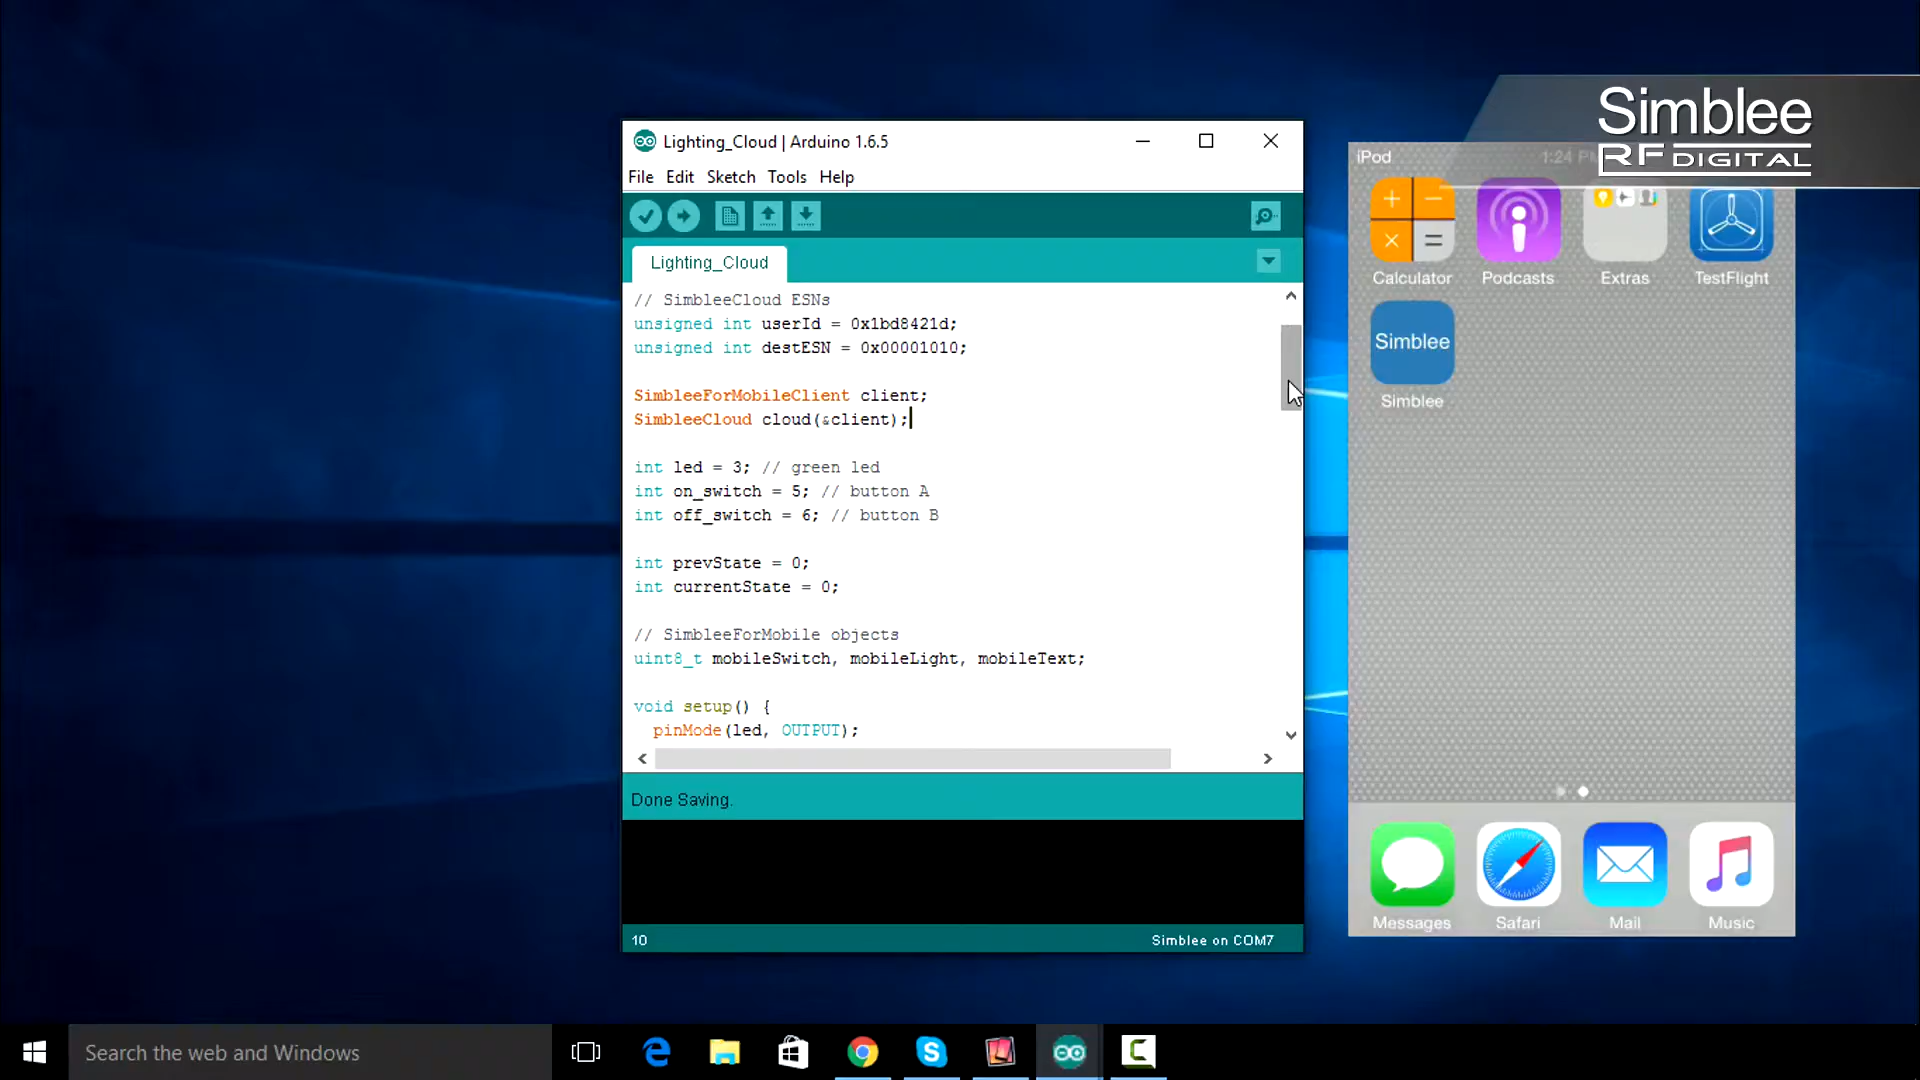 Simblee
RF DIGITAL
Lighting_Cloud | Arduino 1.6.5
File Edit Sketch Tools Help
Lighting_Cloud
// SimbleeCloud ESNs
unsigned int userId = 0x1bd8421d;
unsigned int destESN = 0x00001010;
SimbleeForMobileClient client;
SimbleeCloud cloud(&client);
int led = 3; // green led
int on_switch = 5; // button A
int off_switch = 6; // button B
int prevState = 0;
int currentState = 0;
// SimbleeForMobile objects
uint8_t mobileSwitch, mobileLight, mobileText;
void setup() {
pinMode(led, OUTPUT);
Done Saving.
10
Simblee on COM7
iPod
1:24 PM
Calculator Podcasts Extras TestFlight
Simblee
Simblee
Messages Safari Mail Music
Search the web and Windows